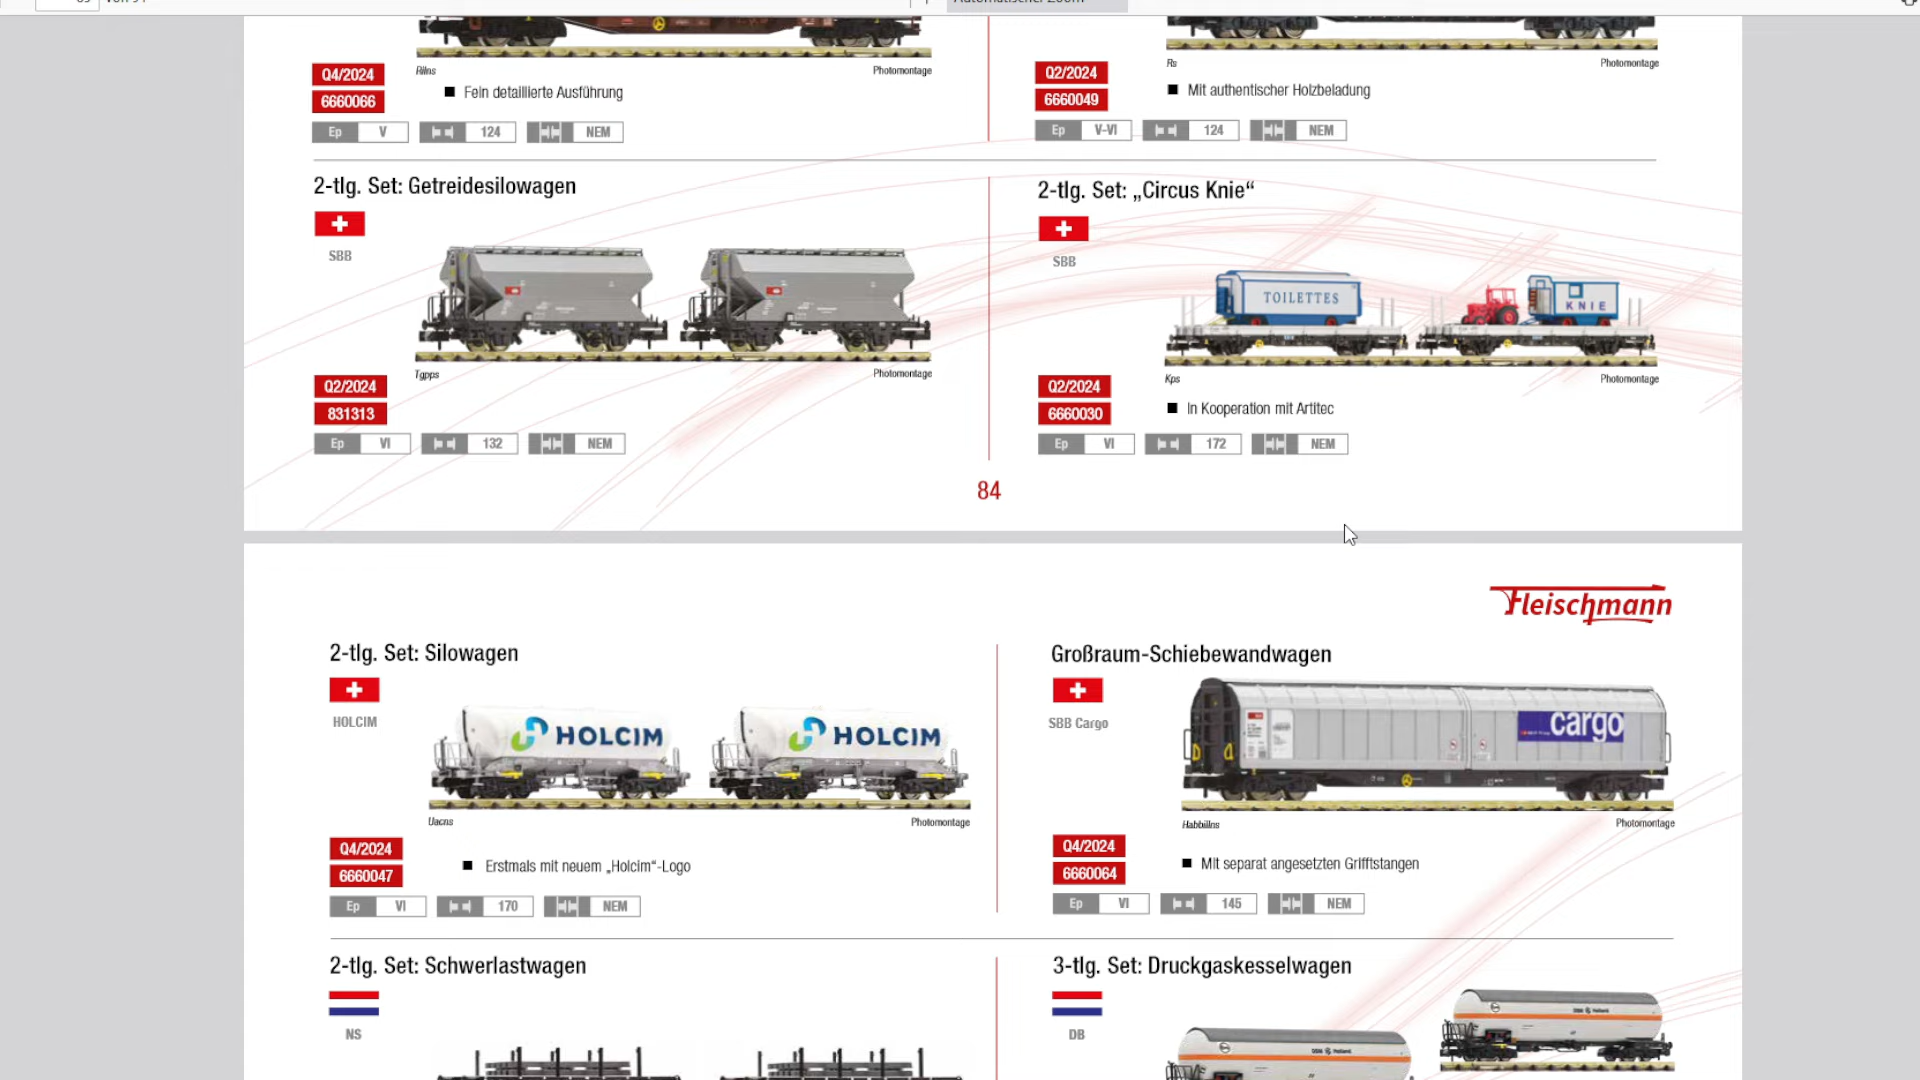 Rilns
Photomontage
Q4/2024
6660066
Fein detaillierte Ausführung
Ep V 124 NEM
Rs
Photomontage
Q2/2024
6660049
Mit authentischer Holzbeladung
Ep V-VI 124 NEM
2-tlg. Set: Getreidesilowagen
SBB
Tgpps
Photomontage
Q2/2024
831313
Ep VI 132 NEM
2-tlg. Set: „Circus Knie“
SBB
TOILETTES
KNIE
Kps
Photomontage
Q2/2024
6660030
In Kooperation mit Artitec
Ep VI 172 NEM
84
Fleischmann
2-tlg. Set: Silowagen
HOLCIM
HOLCIM
HOLCIM
Uacns
Photomontage
Q4/2024
6660047
Erstmals mit neuem „Holcim“-Logo
Ep VI 170 NEM
Großraum-Schiebewandwagen
SBB Cargo
cargo
Habbiillns
Photomontage
Q4/2024
6660064
Mit separat angesetzten Griffstangen
Ep VI 145 NEM
2-tlg. Set: Schwerlastwagen
NS
3-tlg. Set: Druckgaskesselwagen
DB